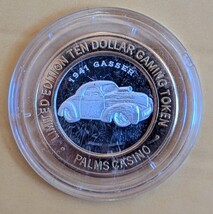 LIMITED EDITION TEN DOLLAR GAMING TOKEN
1941 GASSER
PALMS CASINO